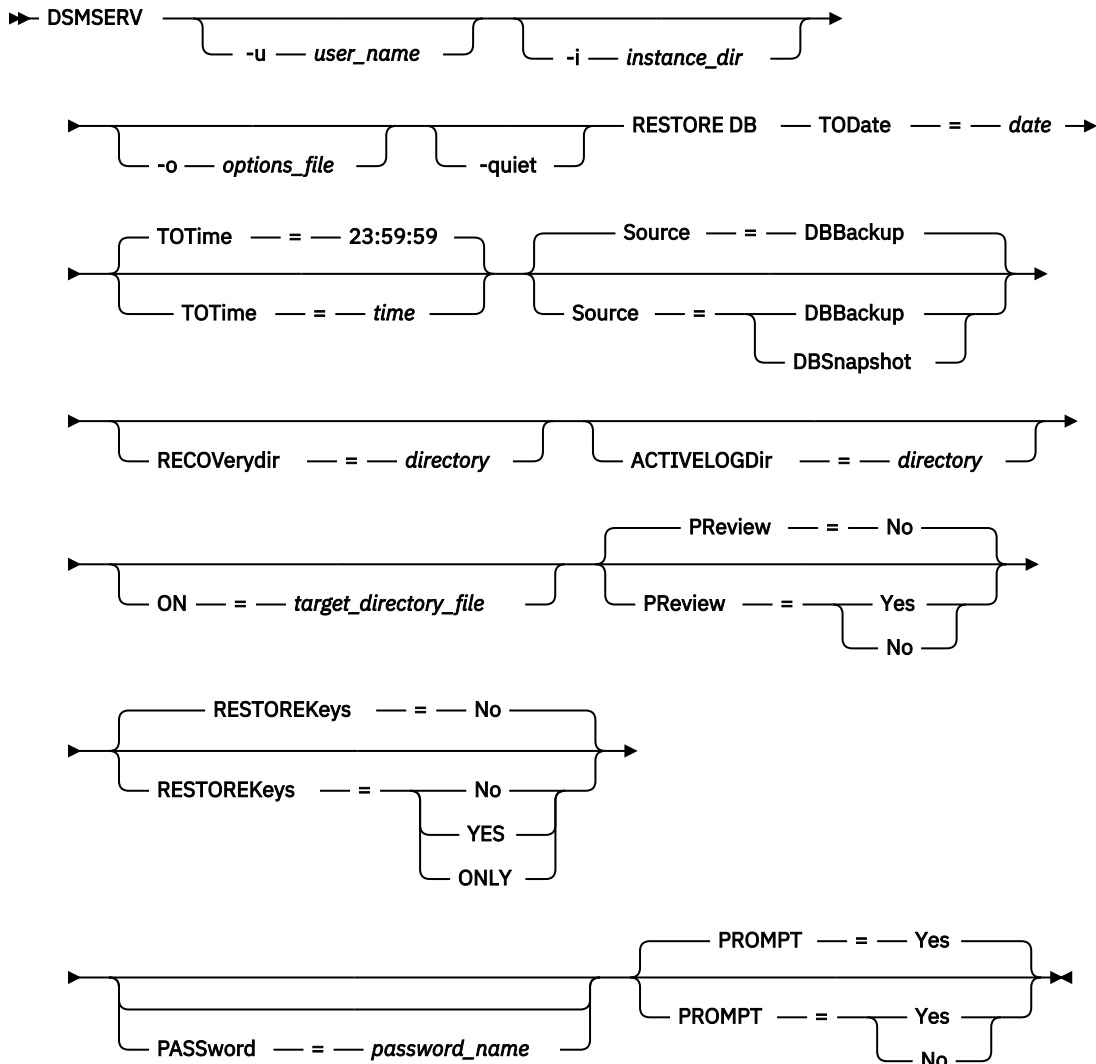 DSMSERV
-u user_name
-i instance_dir
-o options_file
-quiet
RESTORE DB TODate = date
TOTime = 23:59:59
TOTime = time
Source = DBBackup
Source = DBBackup
DBSnapshot
RECOVerydir = directory
ACTIVELOGDir = directory
ON = target_directory_file
PReview = No
PReview = Yes
No
RESTOREKeys = No
RESTOREKeys = No
YES
ONLY
PASSword = password_name
PROMPT = Yes
PROMPT = Yes
No